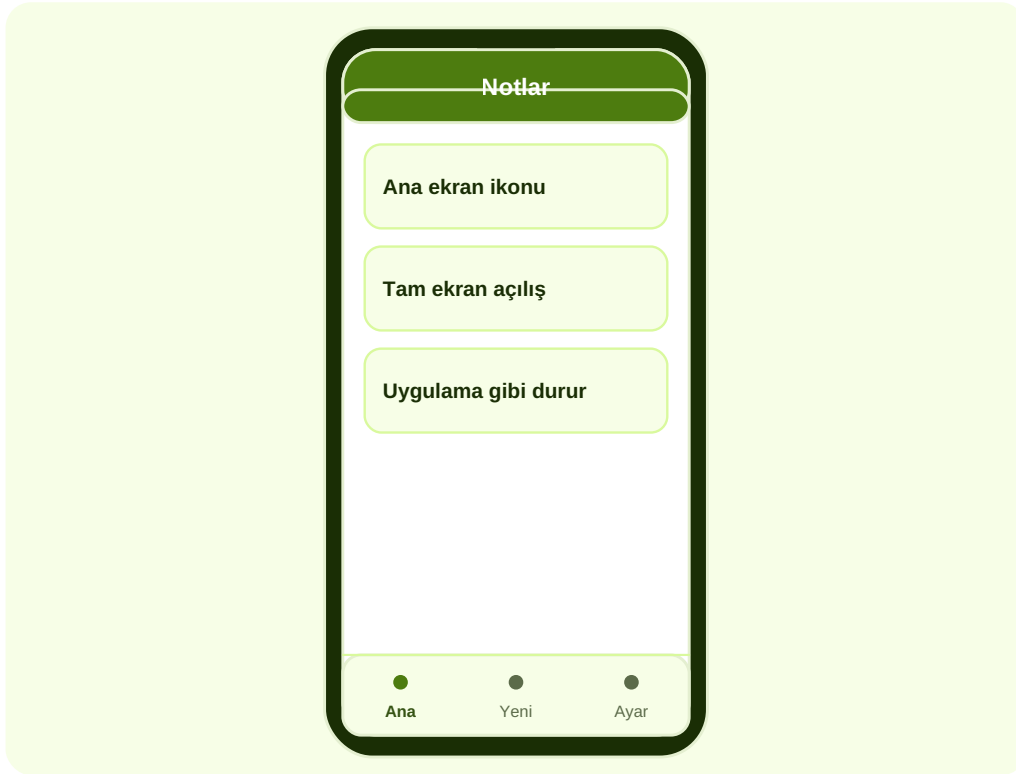 Notlar
Ana ekran ikonu
Tam ekran açılış
Uygulama gibi durur
Ana
Yeni
Ayar